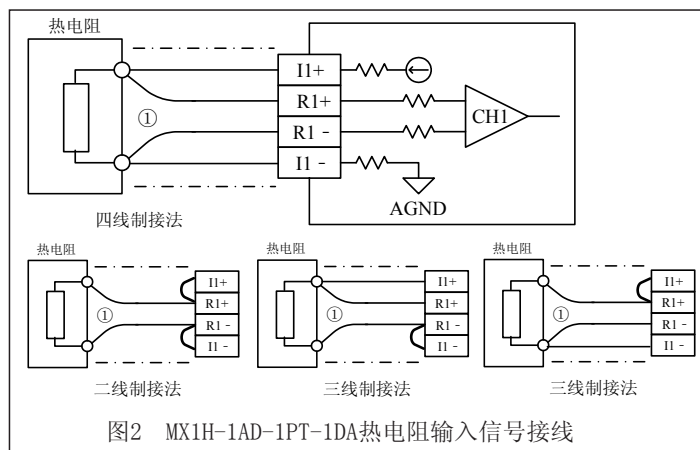 热电阻
I1+
R1+
R1 -
I1 -
①
CH1
AGND
四线制接法
热电阻
①
I1+
R1+
R1 -
I1 -
二线制接法
热电阻
①
I1+
R1+
R1 -
I1 -
三线制接法
热电阻
①
I1+
R1+
R1 -
I1 -
三线制接法
图2 MX1H-1AD-1PT-1DA热电阻输入信号接线